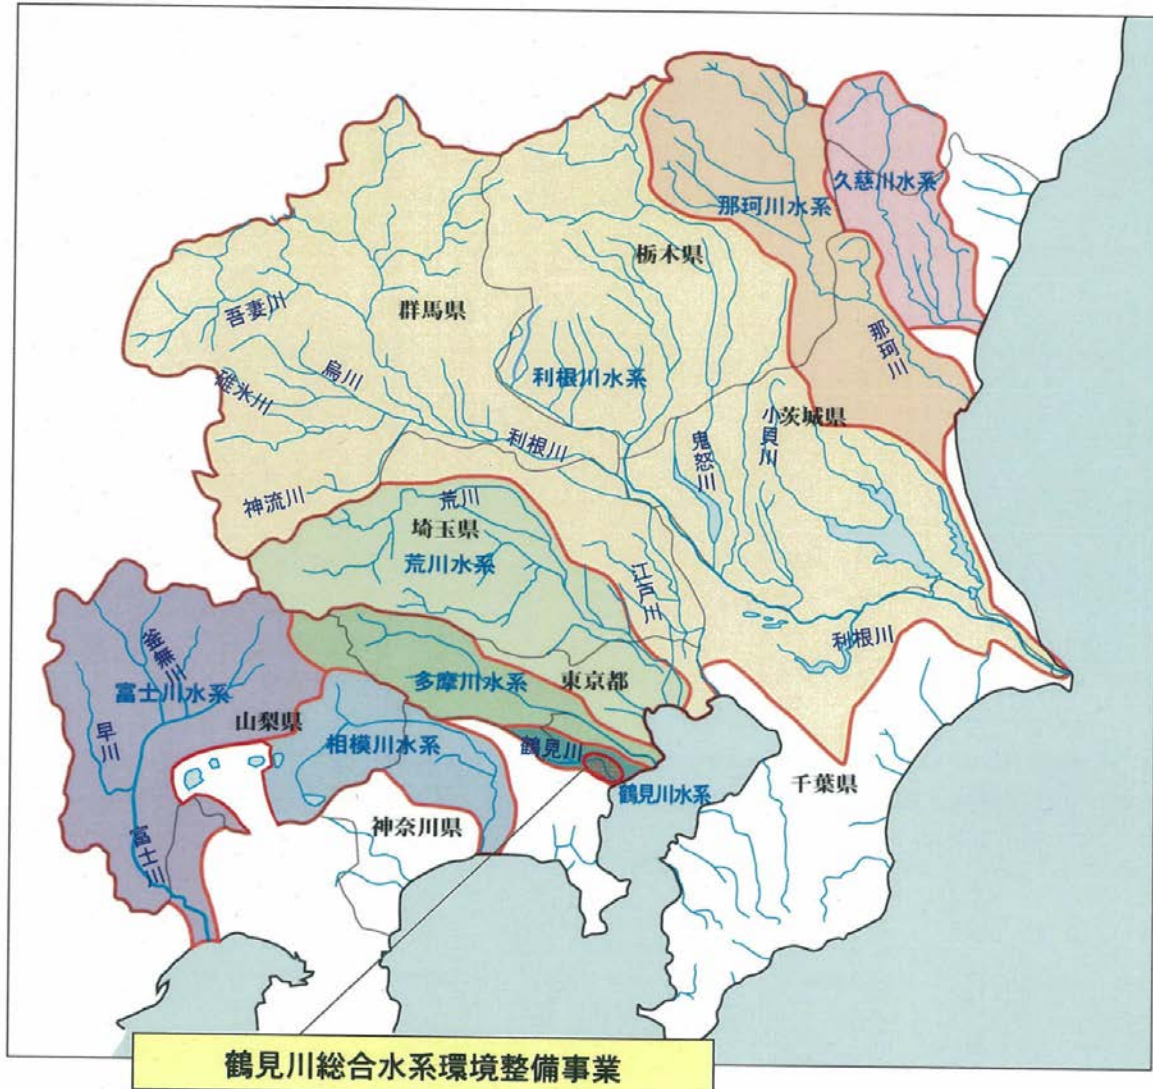 久慈川水系
那珂川水系
栃木県
吾妻川
群馬県
那珂川
利根川水系
烏川
碓氷川
小貝川
茨城県
鬼怒川
利根川
神流川
荒川
埼玉県
荒川水系
江戸川
利根川
釜無川
富士川水系
多摩川水系
東京都
山梨県
早川
相模川水系
鶴見川
千葉県
鶴見川水系
神奈川県
富士川
鶴見川総合水系環境整備事業